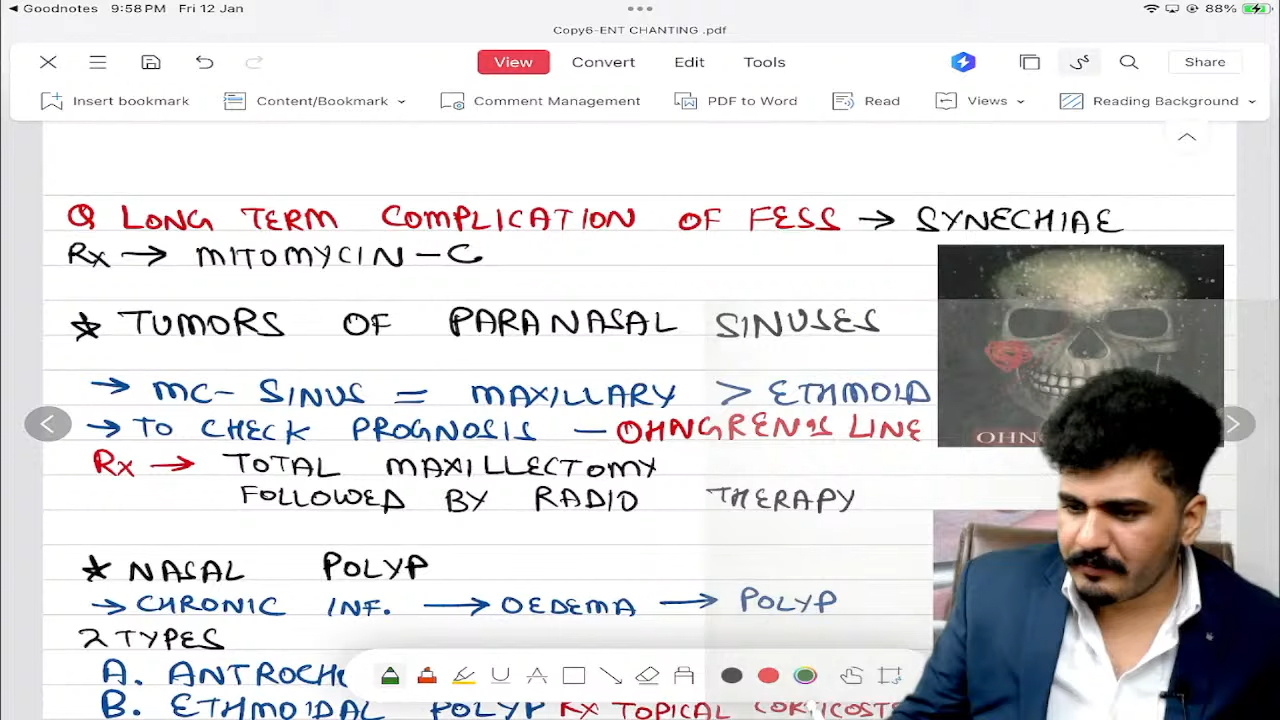 Goodnotes 9:58 PM Fri 12 Jan 88%
Copy6-ENT CHANTING .pdf
View Convert Edit Tools Share
Insert bookmark Content/Bookmark Comment Management PDF to Word Read Views Reading Background
Q LONG TERM COMPLICATION OF FESS → SYNECHIAE
Rx → MITOMYCIN - C
★ TUMORS OF PARANASAL SINUSES
→ MC - SINUS = MAXILLARY > ETHMOID
→ TO CHECK PROGNOSIS - OHNGREN'S LINE
OHN
Rx → TOTAL MAXILLECTOMY
FOLLOWED BY RADIO THERAPY
★ NASAL POLYP
→ CHRONIC INF. → OEDEMA → POLYP
2 TYPES
A. ANTROCH
B. ETHMOIDAL POLYP Rx TOPICAL